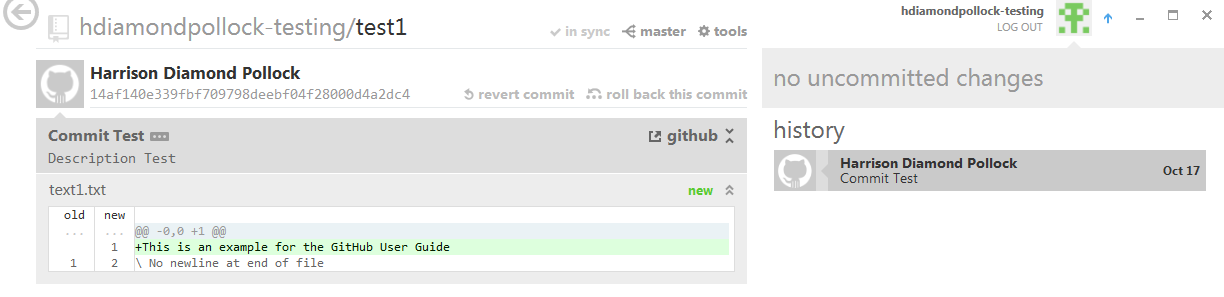 hdiamondpollock-testing/test1
in sync master tools
Harrison Diamond Pollock
14af140e339fbf709798deebf04f28000d4a2dc4
revert commit roll back this commit
Commit Test
github
Description Test
text1.txt
new
old new
... ... @@ -0,0 +1 @@
1 +This is an example for the GitHub User Guide
1 2 \ No newline at end of file
hdiamondpollock-testing
LOG OUT
no uncommitted changes
history
Harrison Diamond Pollock
Commit Test
Oct 17